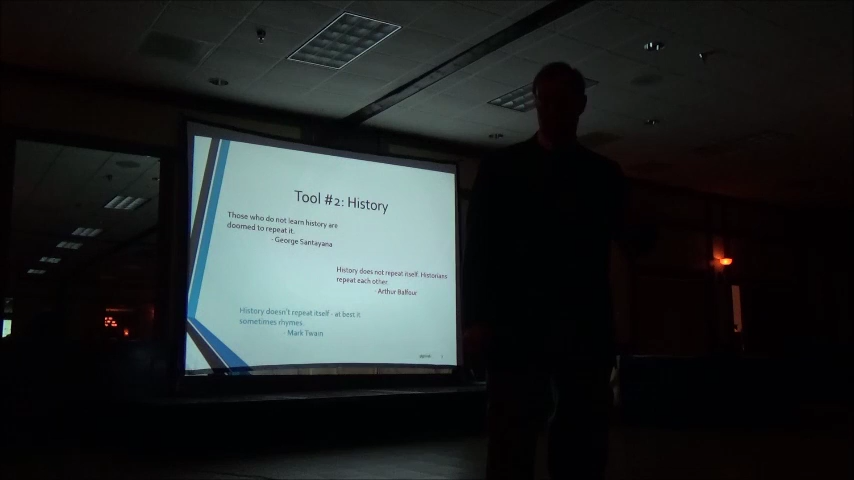 Tool #2: History
Those who do not learn history are
doomed to repeat it.
- George Santayana
History does not repeat itself. Historians
repeat each other.
- Arthur Balfour
History doesn't repeat itself - at best it
sometimes rhymes
- Mark Twain